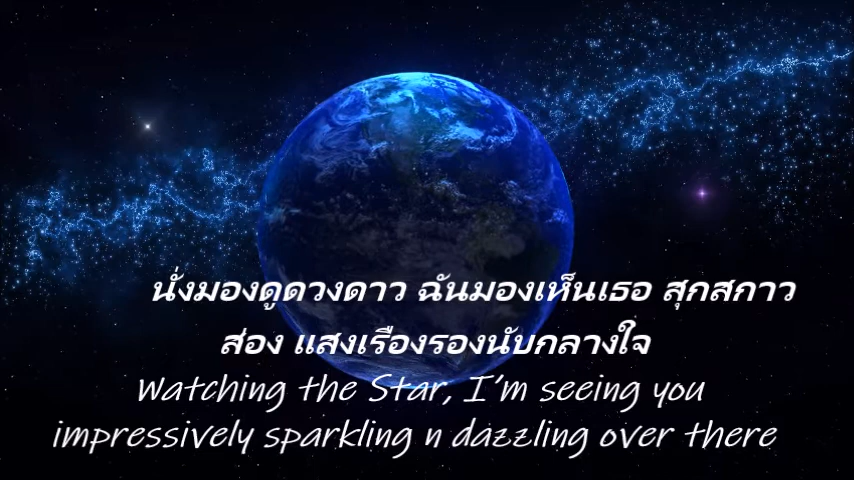 นั่งมองดูดวงดาว ฉันมองเห็นเธอ สุกสกาว
ส่อง แสงเรืองรองนับกลางใจ
Watching the Star, I'm seeing you
impressively sparkling n dazzling over there